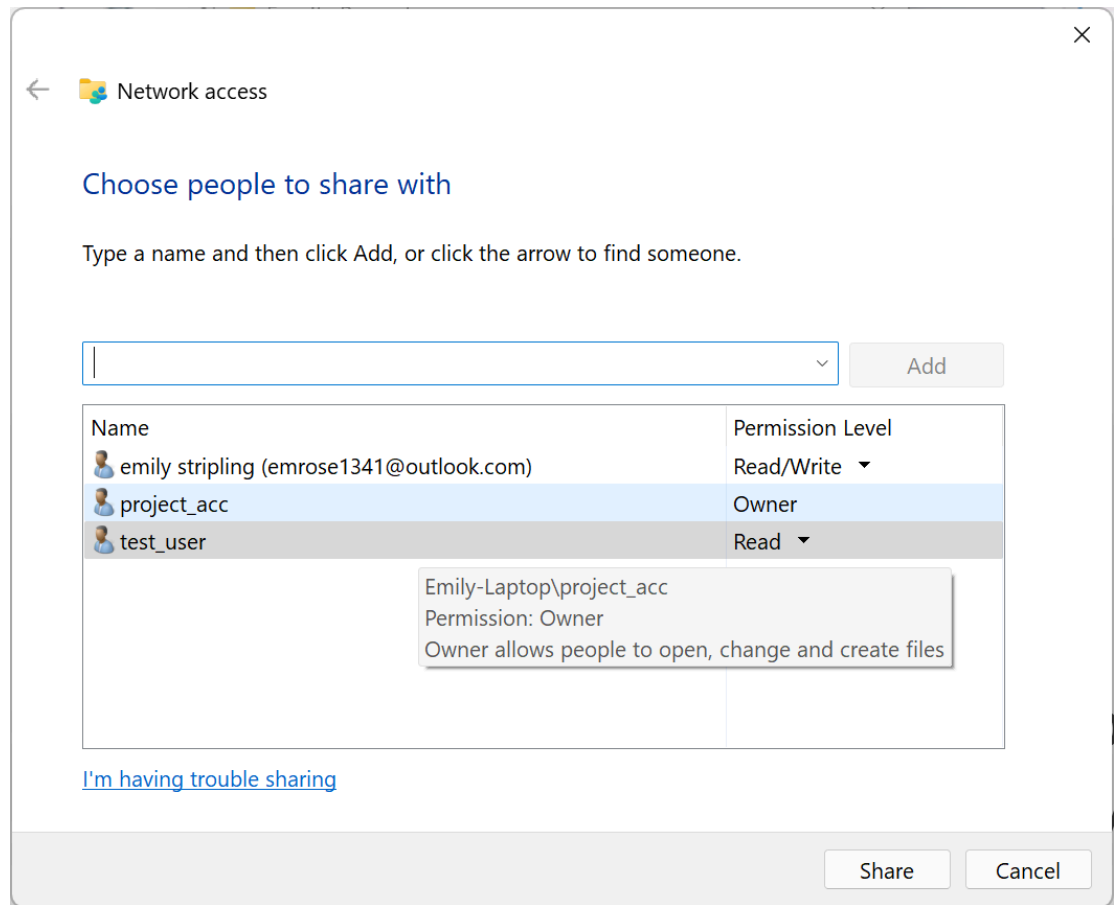 Network access
Choose people to share with
Type a name and then click Add, or click the arrow to find someone.
Add
Name Permission Level
emily stripling (emrose1341@outlook.com) Read/Write
project_acc Owner
test_user Read
Emily-Laptop\project_acc
Permission: Owner
Owner allows people to open, change and create files
I'm having trouble sharing
Share Cancel